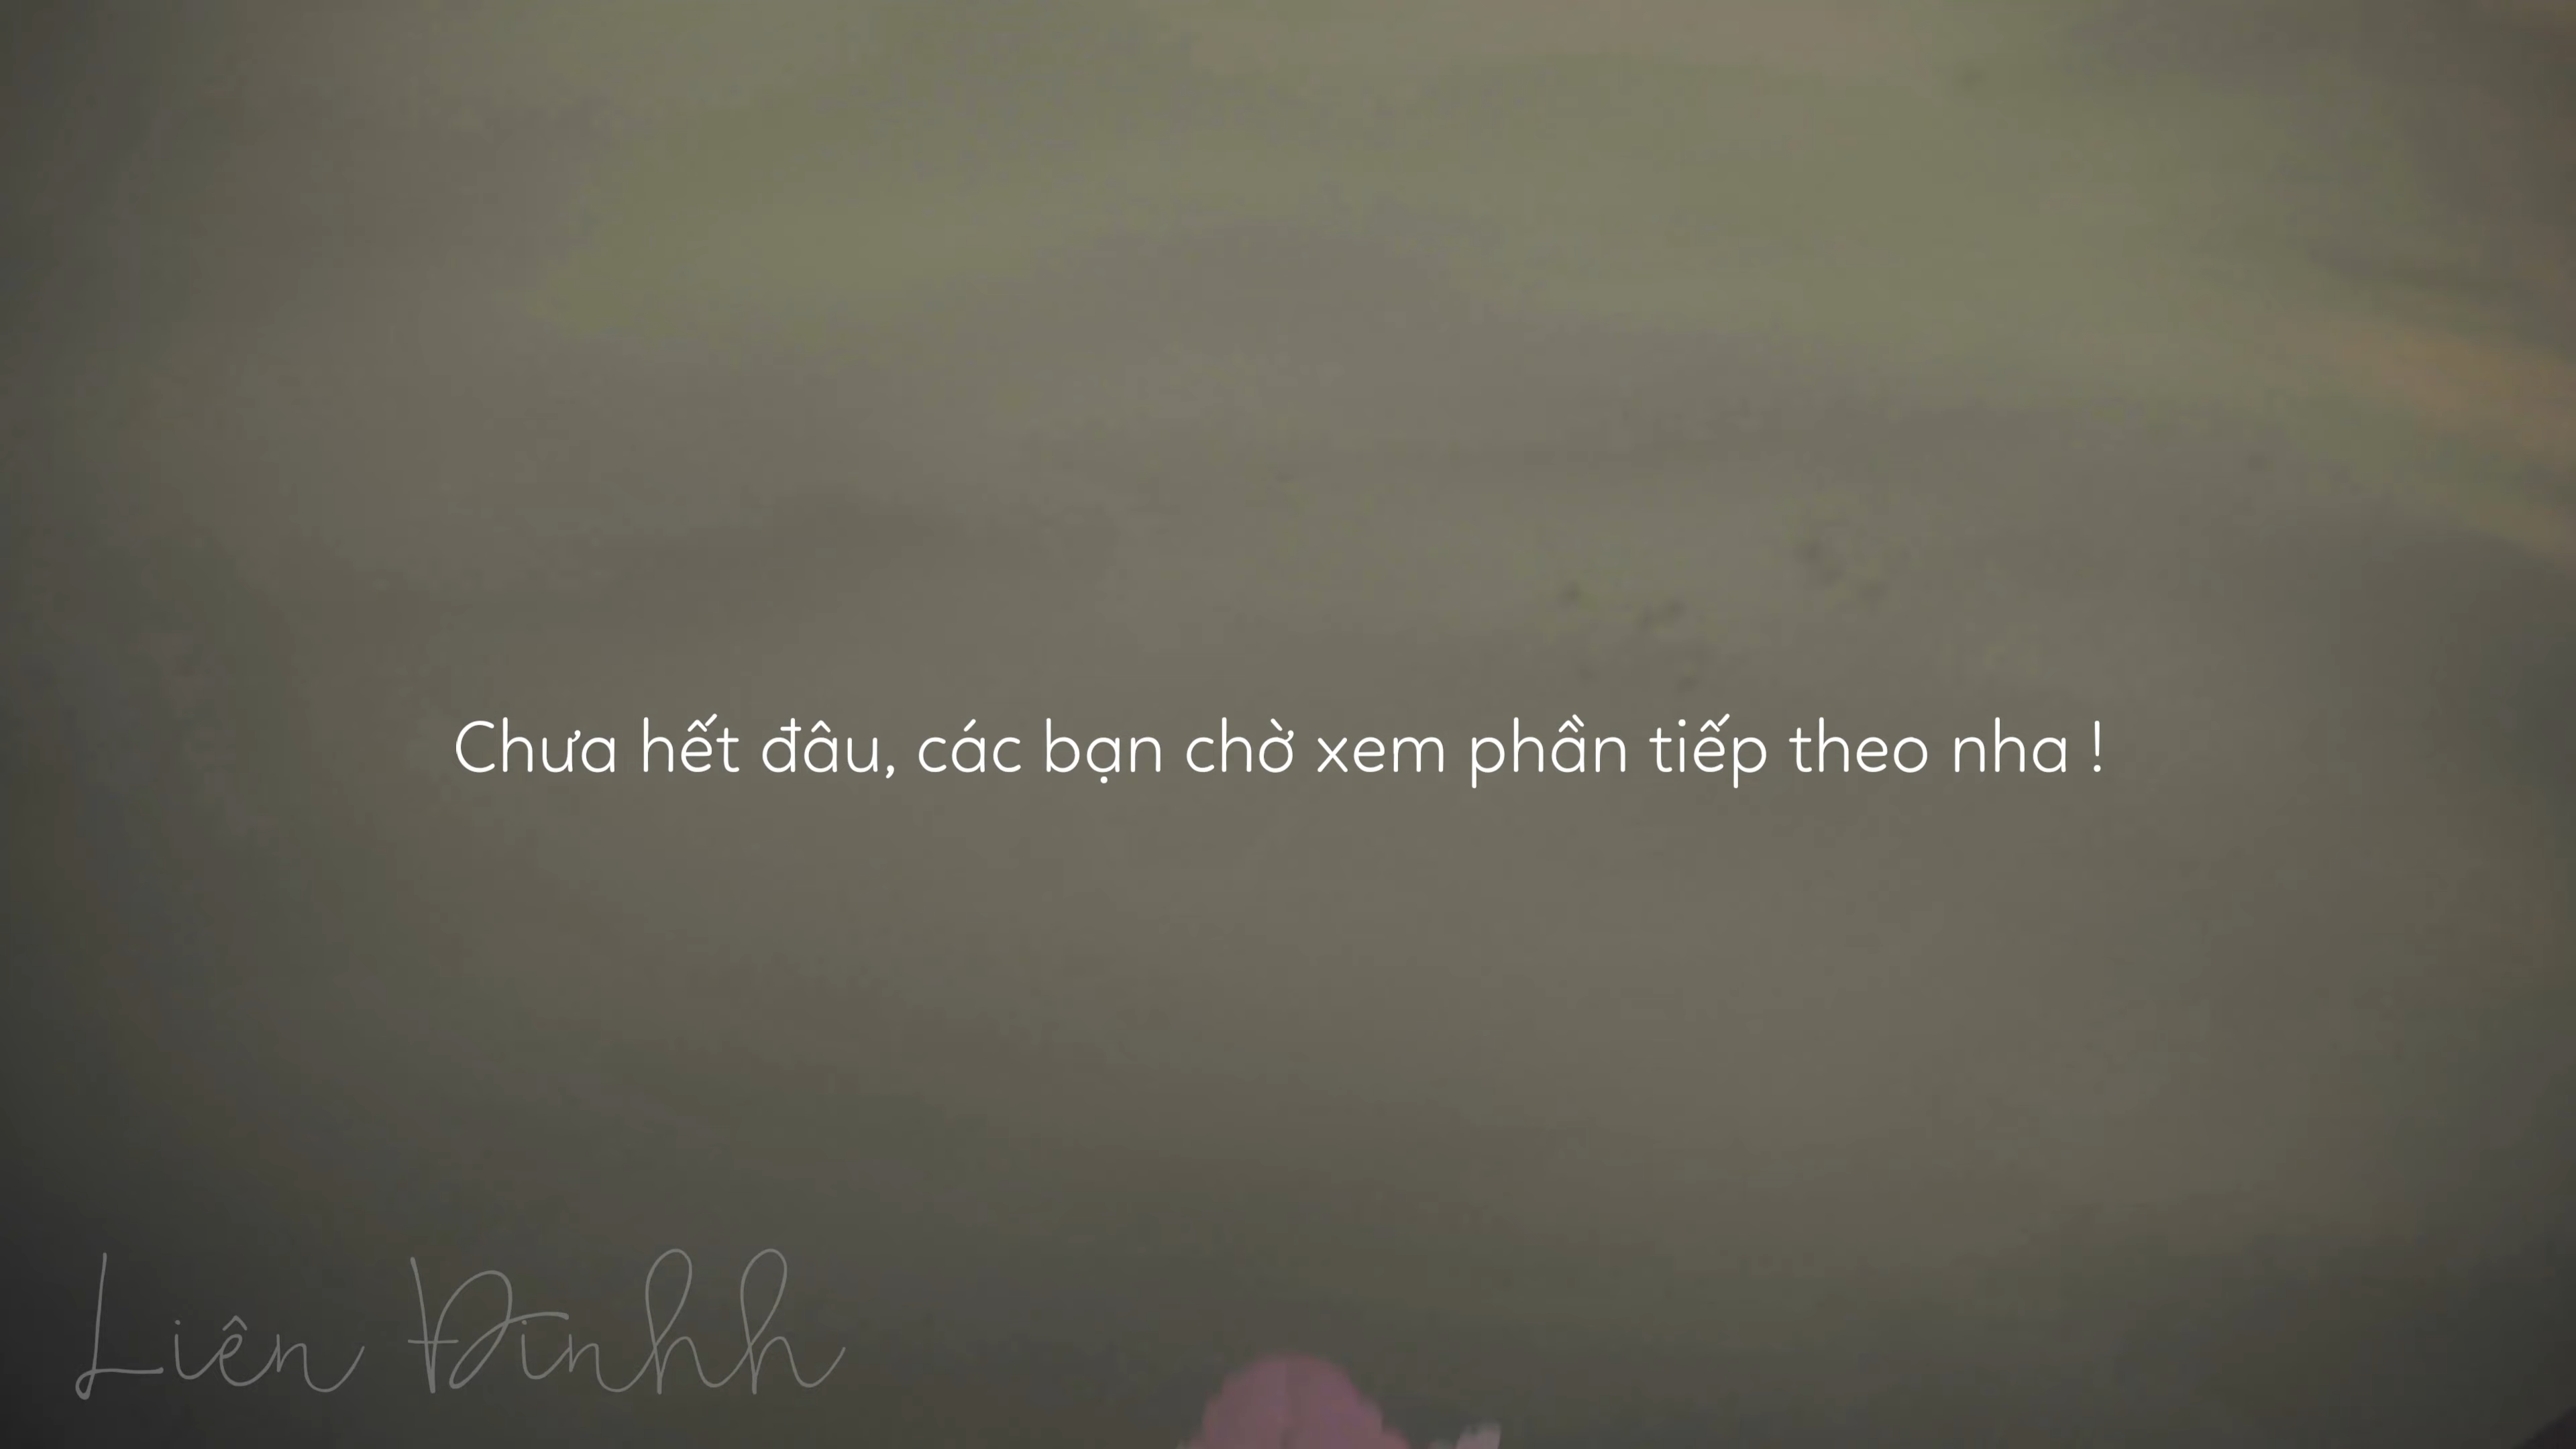 Chưa hết đâu, các bạn chờ xem phần tiếp theo nha !
Liên Đinhh